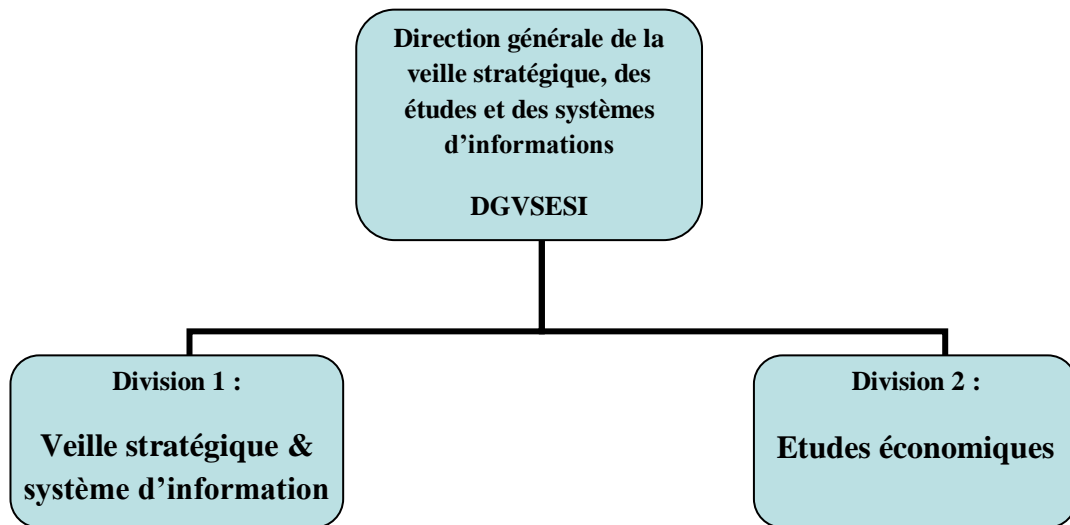 Direction générale de la
veille stratégique, des
études et des systèmes
d’informations
DGVSESI
Division 1 :
Veille stratégique &
système d’information
Division 2 :
Etudes économiques